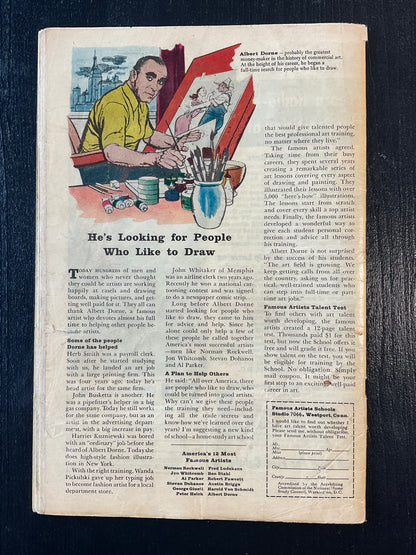 Albert Dorne – probably the greatest
money-maker in the history of commercial art.
At the height of his career, he began a
full-time search for people who like to draw.
He's Looking for People
Who Like to Draw
TODAY HUNDREDS of men and
women who never thought
they could be artists are working
happily at easels and drawing
boards, making pictures, and get-
ting well paid for it. They all can
thank Albert Dorne, a famous
artist who devotes almost his full
time to helping other people be-
come artists.
Some of the people
Dorne has helped
Herb Smith was a payroll clerk.
Soon after he started studying
with us, he landed an art job
with a large printing firm. This
was four years ago; today he's
head artist for the same firm.
John Busketta is another. He
was a pipefitter's helper in a big
gas company. Today he still works
for the same company, but as an
artist in the advertising depart-
ment, with a big increase in pay.
Harriet Kuzniewski was bored
with an "ordinary" job before she
heard of Albert Dorne. Today she
does high-style fashion illustra-
tion in New York.
With the right training, Wanda
Pickulski gave up her typing job
to become fashion artist for a local
department store.
John Whitaker of Memphis
was an airline clerk two years ago.
Recently he won a national car-
tooning contest and was signed
to do a newspaper comic strip.
Long before Albert Dorne
started looking for people who
like to draw, they came to him
for advice and help. Since he
alone could help only a few of
these people he called together
America's most successful artists
—men like Norman Rockwell,
Jon Whitcomb, Stevan Dohanos
and Al Parker.
A Plan to Help Others
He said: "All over America, there
are people who like to draw, who
could be turned into good artists.
Why can't we give these people
the training they need—includ-
ing all the trade secrets and
know-how we've learned over the
years? I'm suggesting a new kind
of school—a home-study art school
America's 12 Most
Famous Artists
Norman Rockwell
Jon Whitcomb
Al Parker
Stevan Dohanos
George Giusti
Peter Helck
Fred Ludekens
Ben Stahl
Robert Fawcett
Austin Briggs
Harold Von Schmidt
Albert Dorne
that would give talented people
the best professional art training,
no matter where they live."
The famous artists agreed.
Taking time from their busy
careers, they spent several years
creating a remarkable series of
art lessons covering every aspect
of drawing and painting. They
illustrated their lessons with over
5,000 "here's-how" illustrations.
The lessons start from scratch
and cover every skill a top artist
needs. Finally, the famous artists
developed a wonderful way to
give each student personal cor-
rection and advice all through
his training.
Albert Dorne is not surprised
by the success of his students.
"The art field is growing. We
keep getting calls from all over
the country, asking us for practi-
cal, well-trained students who
can step into full-time or part-
time art jobs."
Famous Artists Talent Test
To find others with art talent
worth developing, the famous
artists created a 12-page talent
test. Thousands paid $1 for this
test, but now the School offers it
free and will grade it free. If you
show talent on the test, you will
be eligible for training by the
School. No obligation. Simply
mail coupon. It might be your
first step to an exciting, well-paid
career in art.
Famous Artists Schools
Studio 7066, Westport, Conn.
I would like to find out whether I
have art talent worth developing.
Please send me, without obligation,
your Famous Artists Talent Test.
Mr.
Mrs.
Miss
(please print)
Address
City
County
State
Accredited by the Accrediting
Commission of the National Home
Study Council, Washington, D. C.